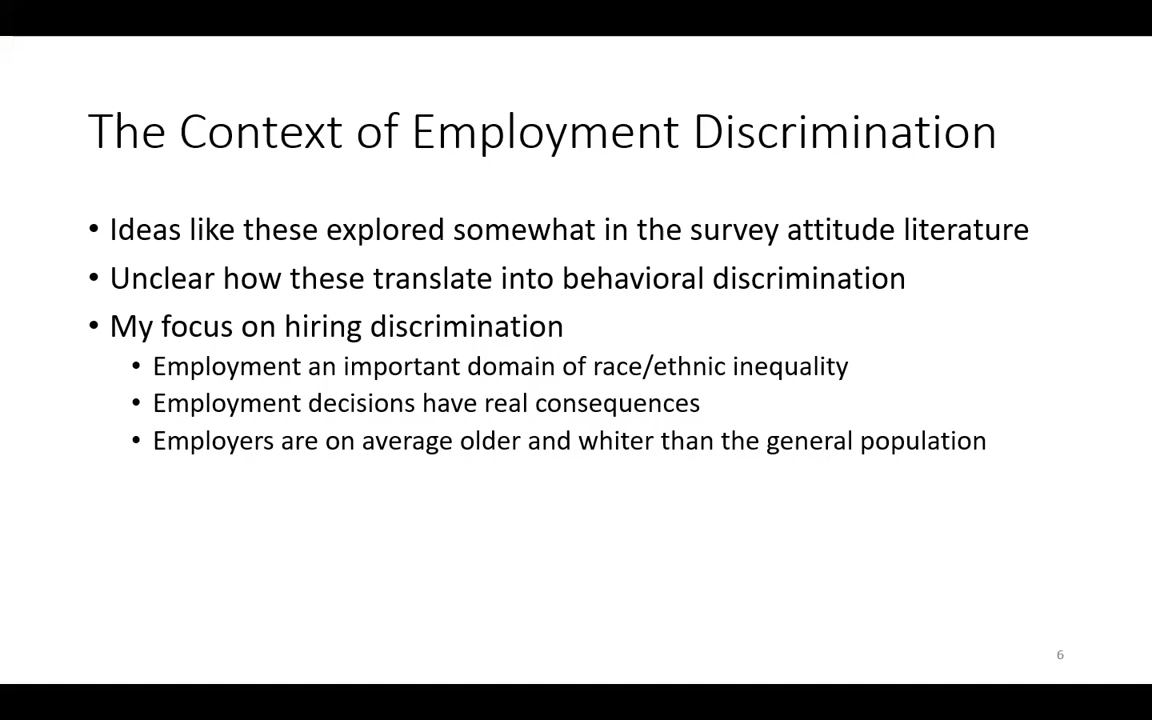 The Context of Employment Discrimination
• Ideas like these explored somewhat in the survey attitude literature
• Unclear how these translate into behavioral discrimination
• My focus on hiring discrimination
• Employment an important domain of race/ethnic inequality
• Employment decisions have real consequences
• Employers are on average older and whiter than the general population
6